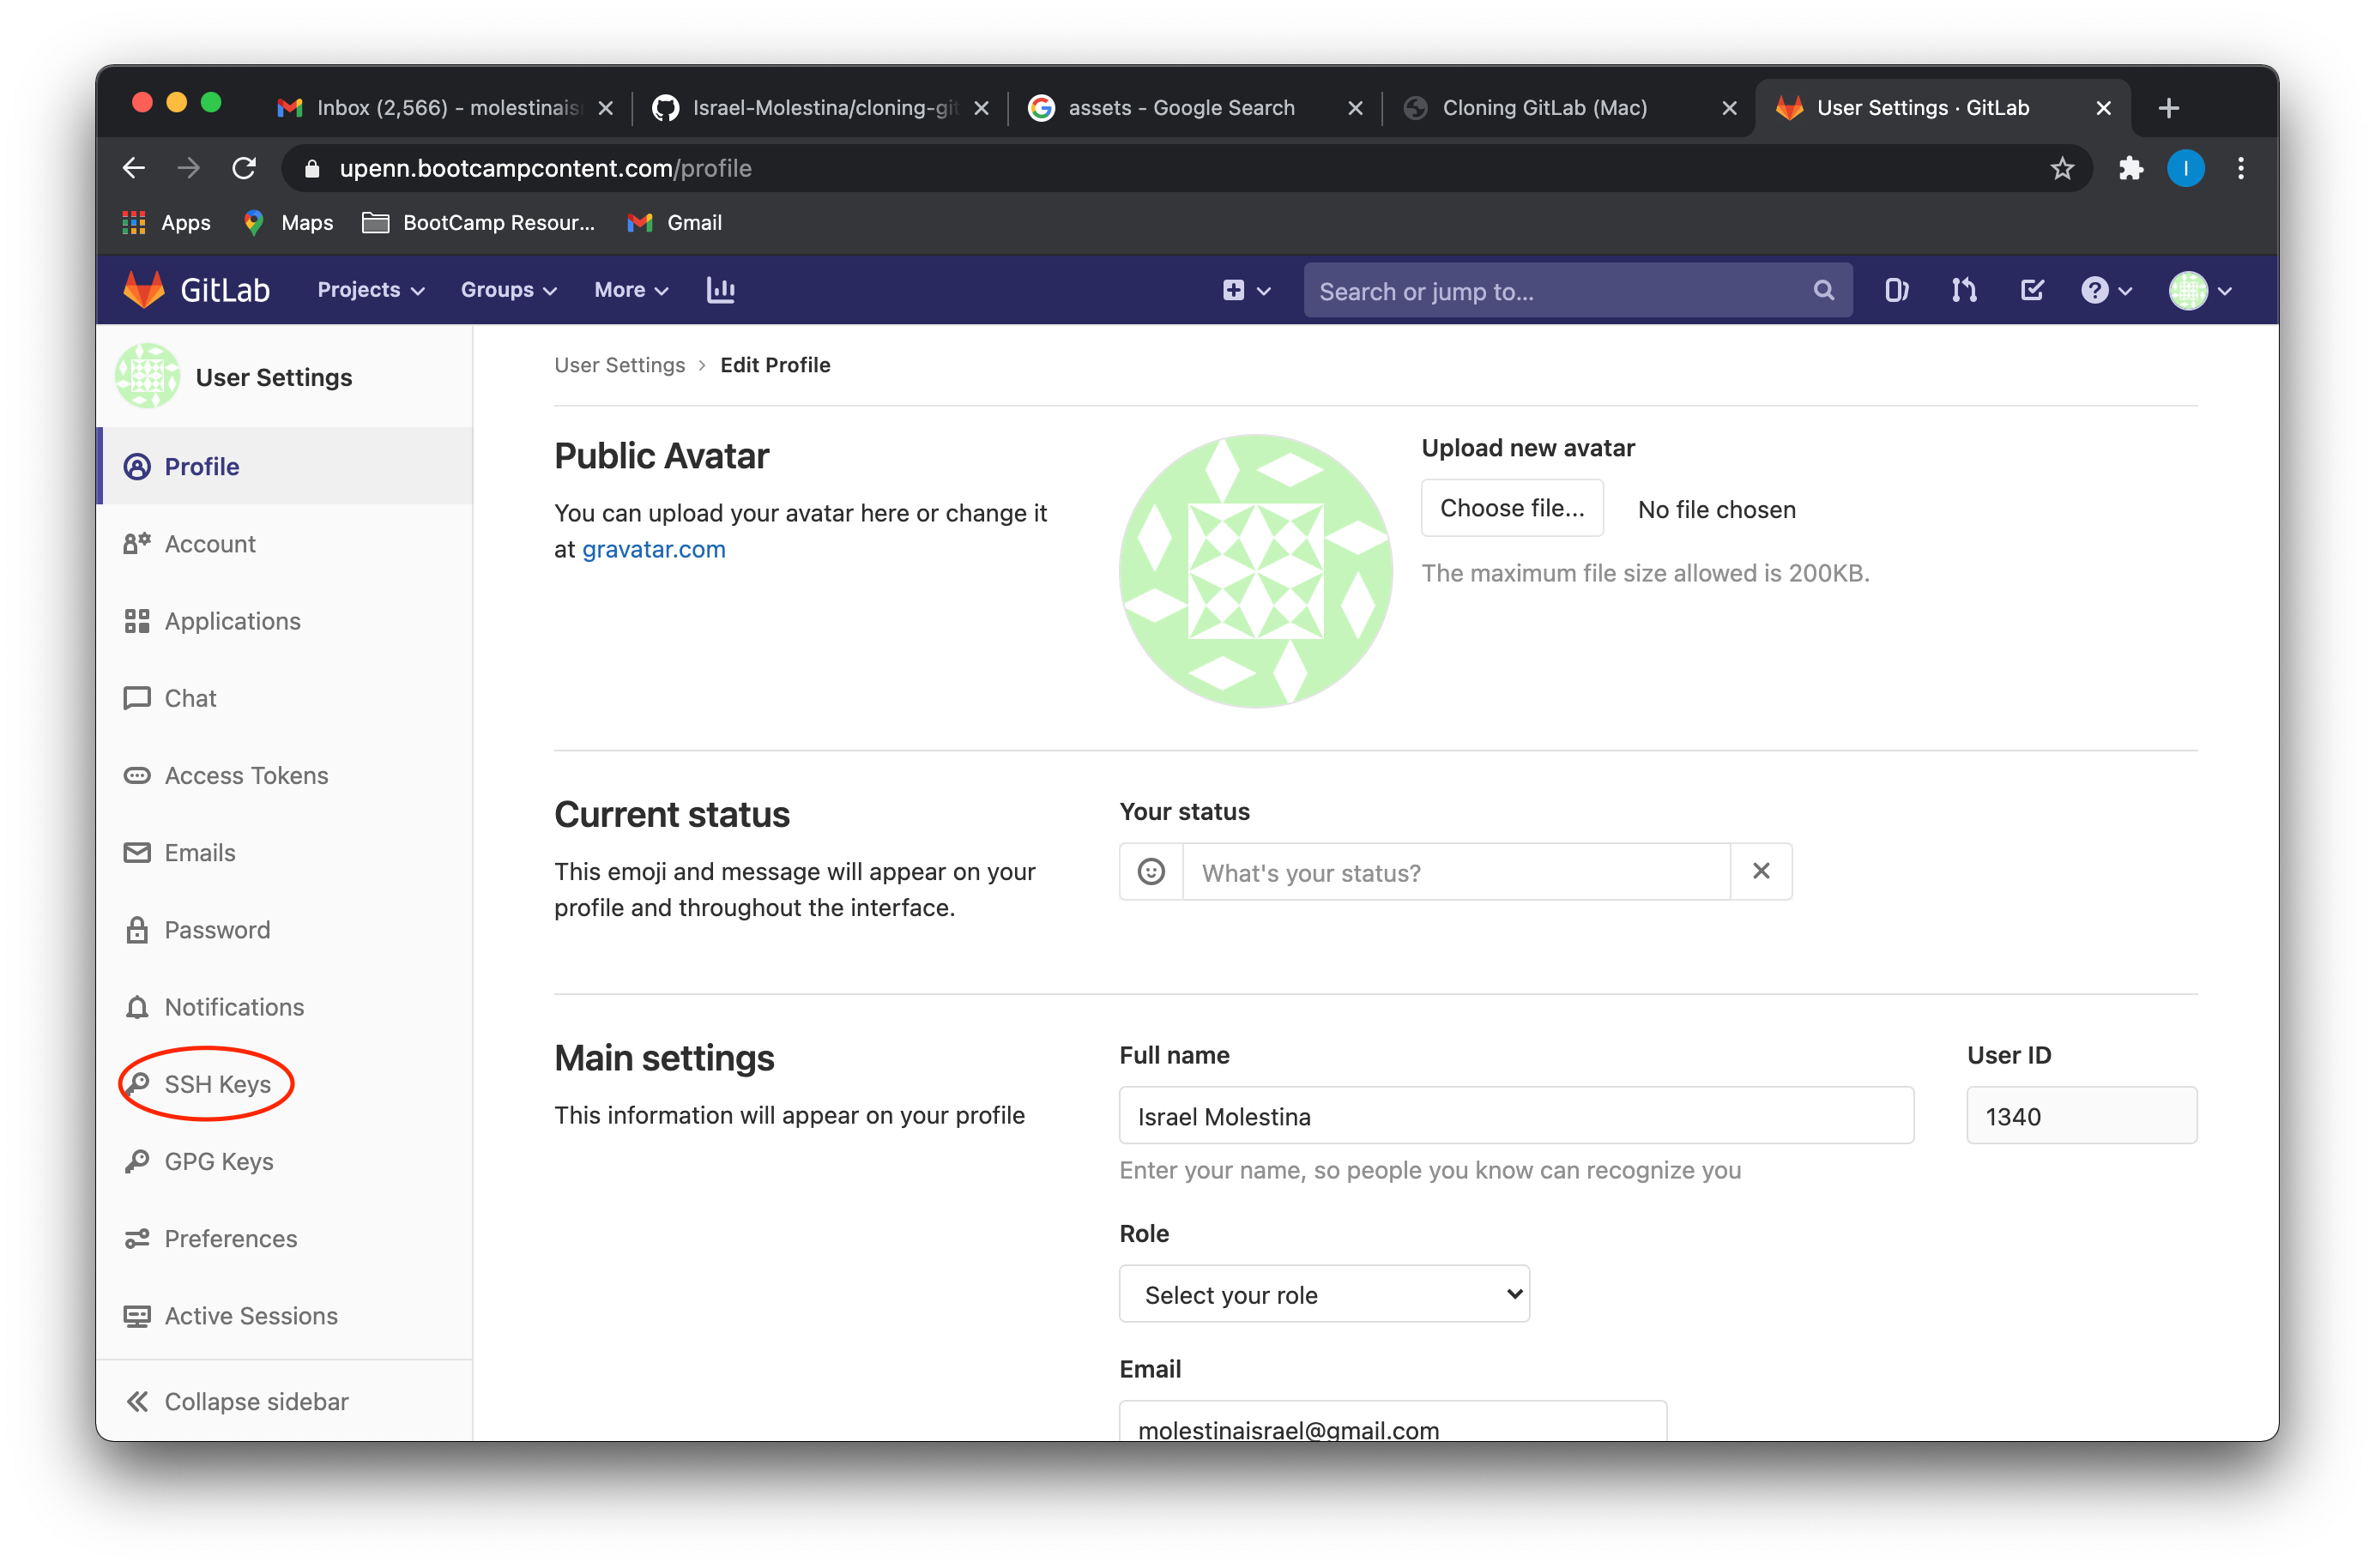 Inbox (2,566) - molestinais
Israel-Molestina/cloning-git
assets - Google Search
Cloning GitLab (Mac)
User Settings · GitLab
upenn.bootcampcontent.com/profile
I
Apps
Maps
BootCamp Resour...
Gmail
GitLab
Projects
Groups
More
Search or jump to...
User Settings
Profile
Account
Applications
Chat
Access Tokens
Emails
Password
Notifications
SSH Keys
GPG Keys
Preferences
Active Sessions
Collapse sidebar
User Settings > Edit Profile
Public Avatar
You can upload your avatar here or change it
at gravatar.com
Upload new avatar
Choose file...
No file chosen
The maximum file size allowed is 200KB.
Current status
This emoji and message will appear on your
profile and throughout the interface.
Your status
What's your status?
Main settings
This information will appear on your profile
Full name
Israel Molestina
Enter your name, so people you know can recognize you
User ID
1340
Role
Select your role
Email
molestinaisrael@gmail.com